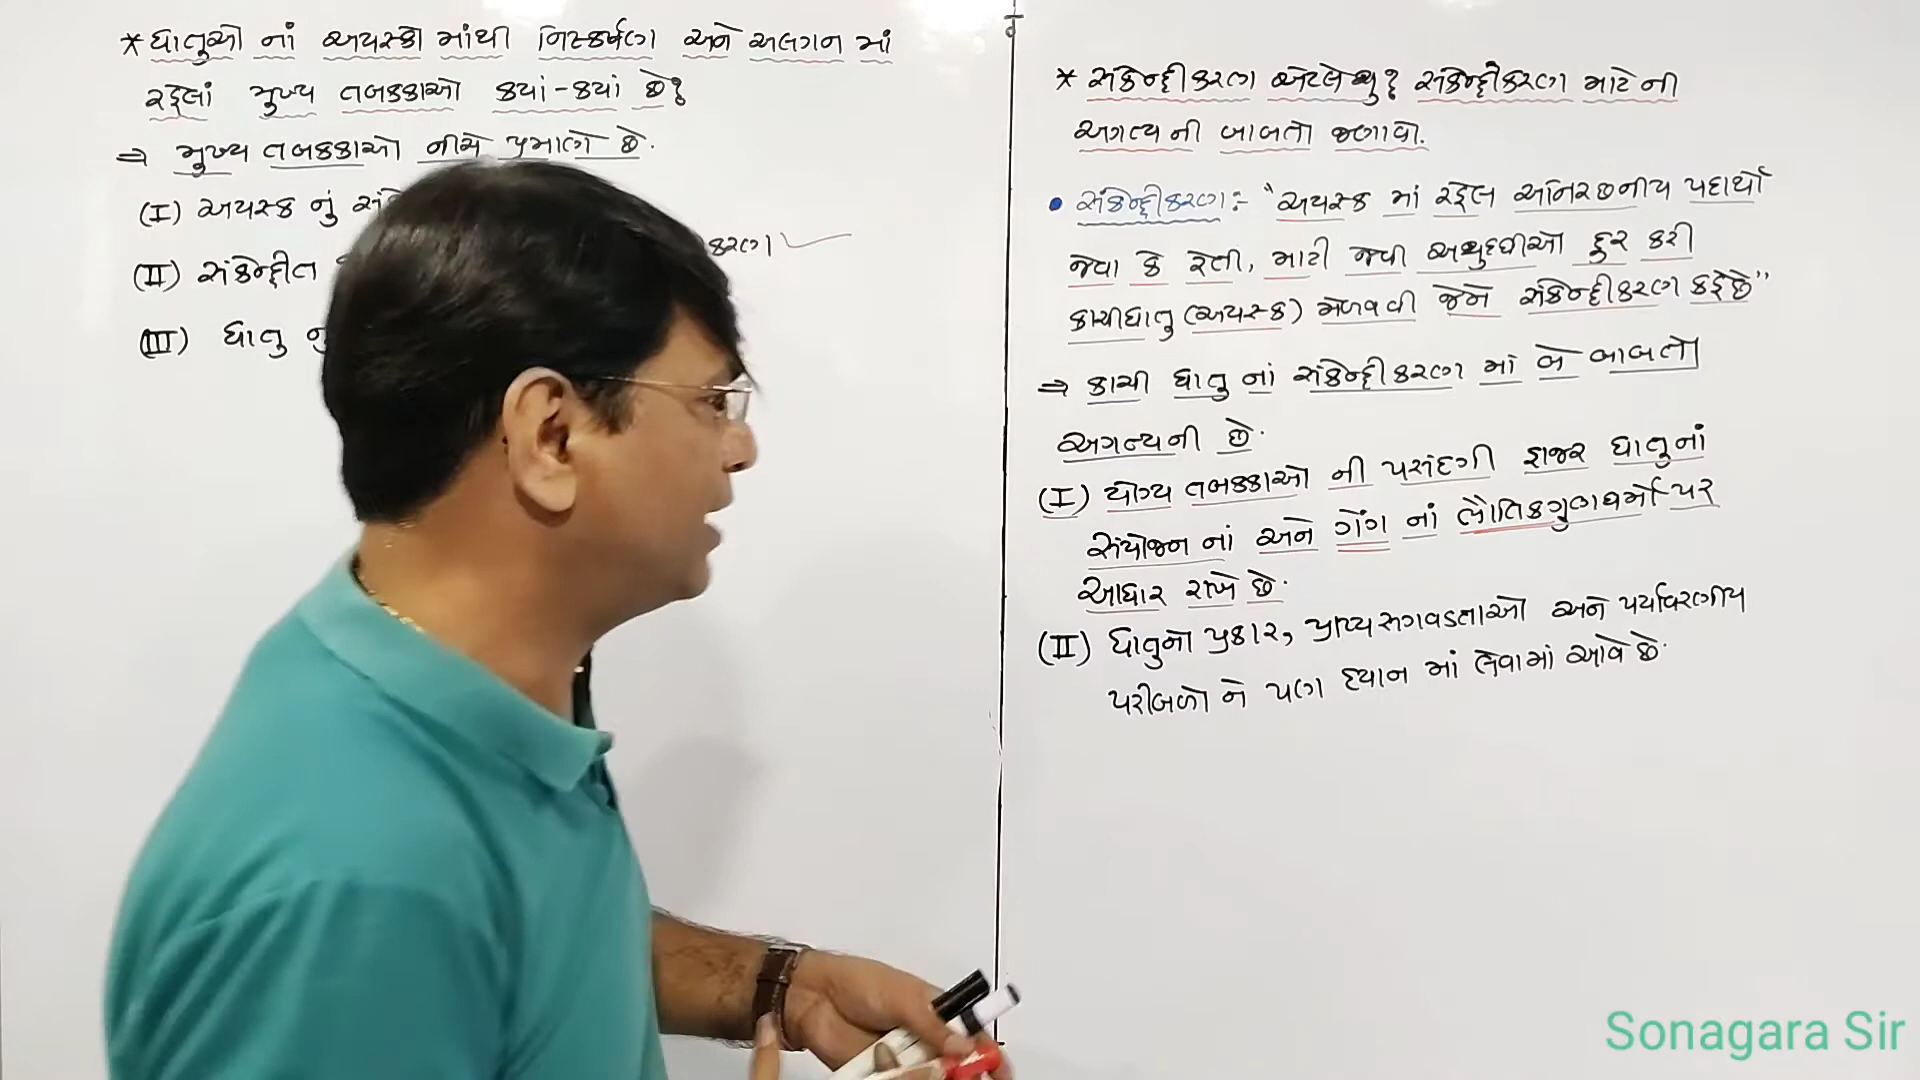 * ધાતુઓ નાં અયસ્કો માંથી નિષ્કર્ષણ અને અલગન માં
રહેલાં મુખ્ય તબક્કાઓ કયાં-કયાં છે?
⇒ મુખ્ય તબક્કાઓ નીચે પ્રમાણે છે.
(I) અયસ્ક નું
(II) સંકેન્દ્રીત
કરણ
(III) ધાતુ નુ
* સંકેન્દ્રીકરણ એટલે શુ? સંકેન્દ્રીકરણ માટે ની
અગત્ય ની બાબતો જણાવો.
• સંકેન્દ્રીકરણ:- "અયસ્ક માં રહેલ અનિચ્છનીય પદાર્થો
જેવા કે રેતી, માટી જેવી અશુદ્ધીઓ દુર કરી
કાચીધાતુ (અયસ્ક) મેળવવી જેને સંકેન્દ્રીકરણ કહે છે"
⇒ કાચી ધાતુ નાં સંકેન્દ્રીકરણ માં બે બાબતો
અગત્યની છે.
(I) યોગ્ય તબક્કાઓ ની પસંદગી હાજર ધાતુનાં
સંયોજન નાં અને ગેંગ નાં ભૌતિકગુણધર્મો પર
આધાર રાખે છે.
(II) ધાતુનો પ્રકાર, પ્રાપ્ય સગવડતાઓ અને પર્યાવરણીય
પરીબળો ને પણ ધ્યાન માં લેવામાં આવે છે.
Sonagara Sir